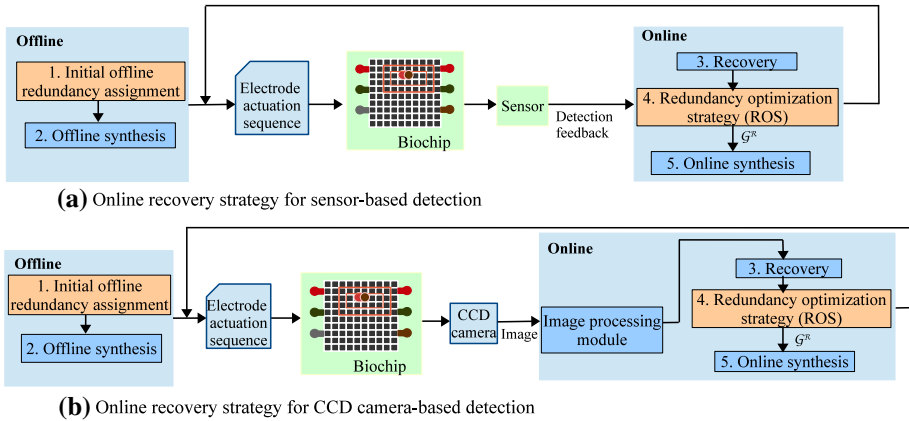 Offline
1. Initial offline
redundancy assignment
2. Offline synthesis
Electrode
actuation
sequence
Biochip
Sensor
Detection
feedback
Online
3. Recovery
4. Redundancy optimization
strategy (ROS)
𝒢ᴿ
5. Online synthesis
(a) Online recovery strategy for sensor-based detection
Offline
1. Initial offline
redundancy assignment
2. Offline synthesis
Electrode
actuation
sequence
Biochip
CCD
camera
Image
Online
Image processing
module
3. Recovery
4. Redundancy optimization
strategy (ROS)
𝒢ᴿ
5. Online synthesis
(b) Online recovery strategy for CCD camera-based detection